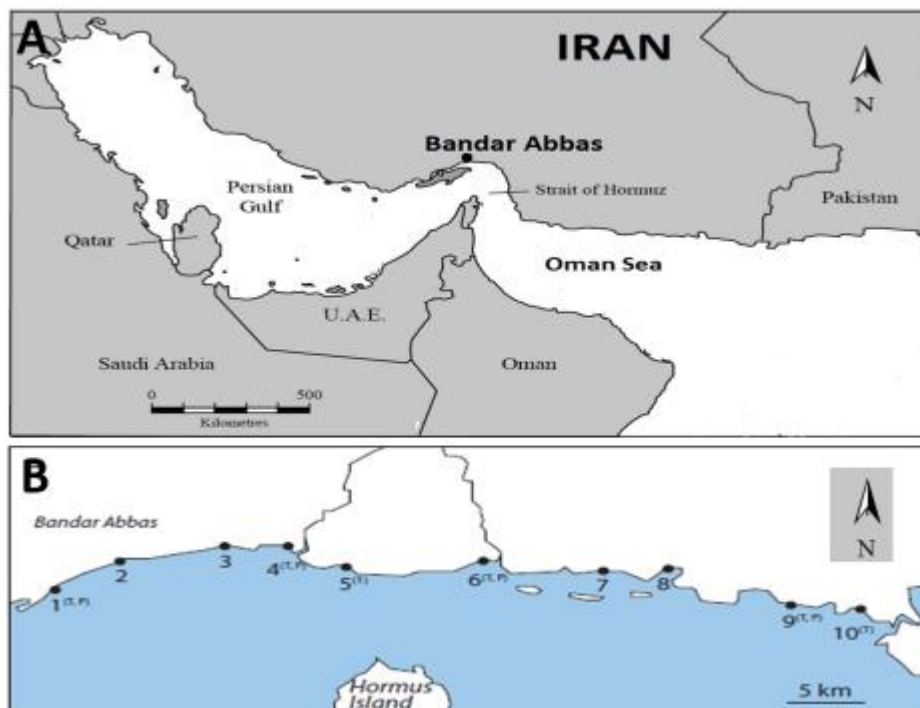 A
IRAN
N
Bandar Abbas
Strait of Hormuz
Persian
Gulf
Pakistan
Qatar
Oman Sea
U.A.E.
Saudi Arabia
Oman
0 500
Kilometres
B
N
Bandar Abbas
1(T, P)
2
3
4(T, P)
5(T)
6(T, P)
7
8
9(T, P)
10(T)
Hormus
Island
5 km